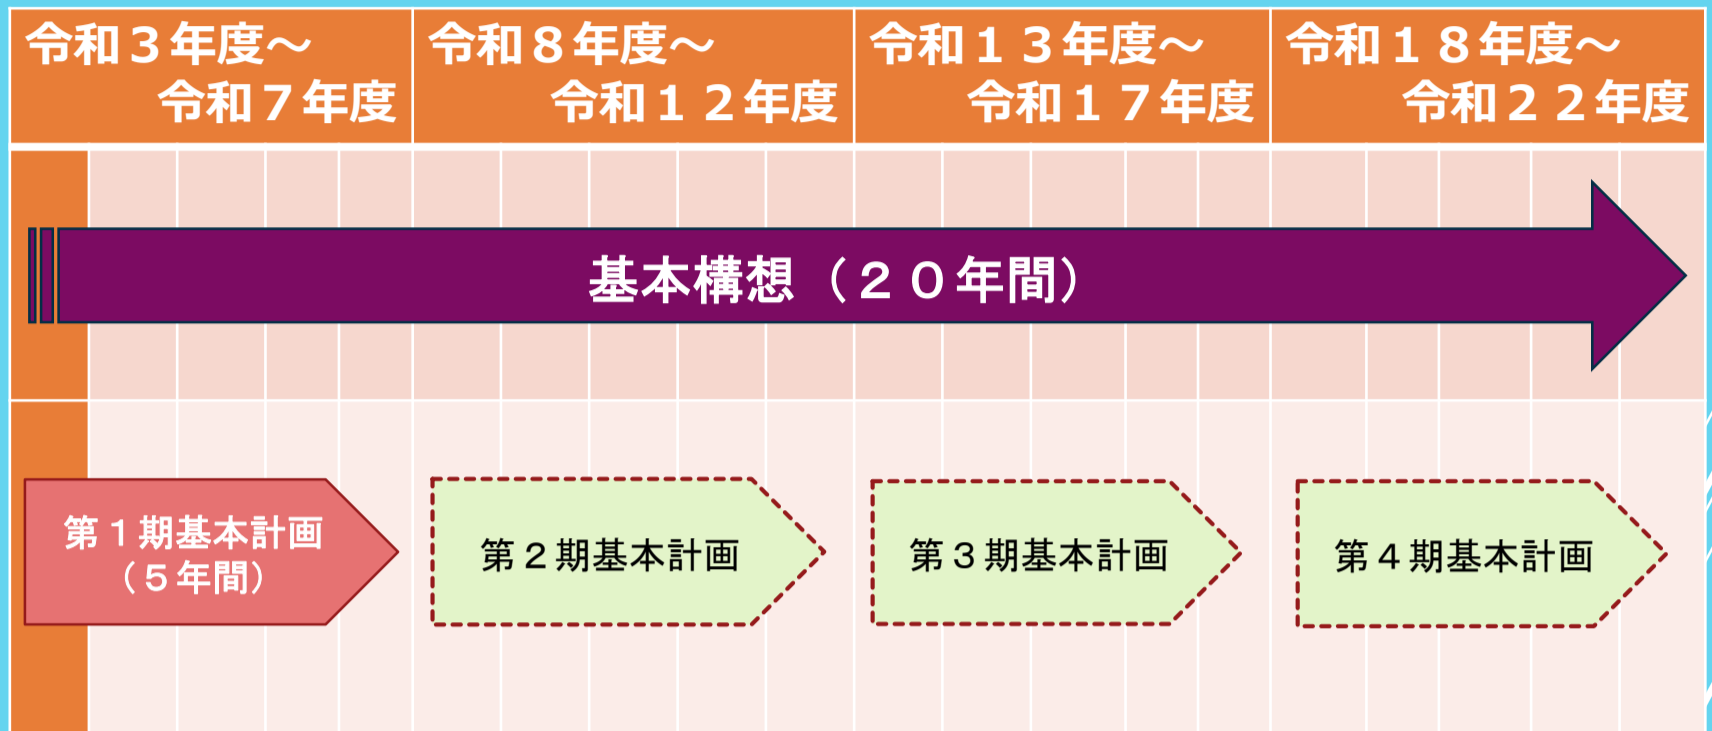 令和３年度～
令和７年度
令和８年度～
令和１２年度
令和１３年度～
令和１７年度
令和１８年度～
令和２２年度
基本構想（２０年間）
第１期基本計画
（５年間）
第２期基本計画
第３期基本計画
第４期基本計画